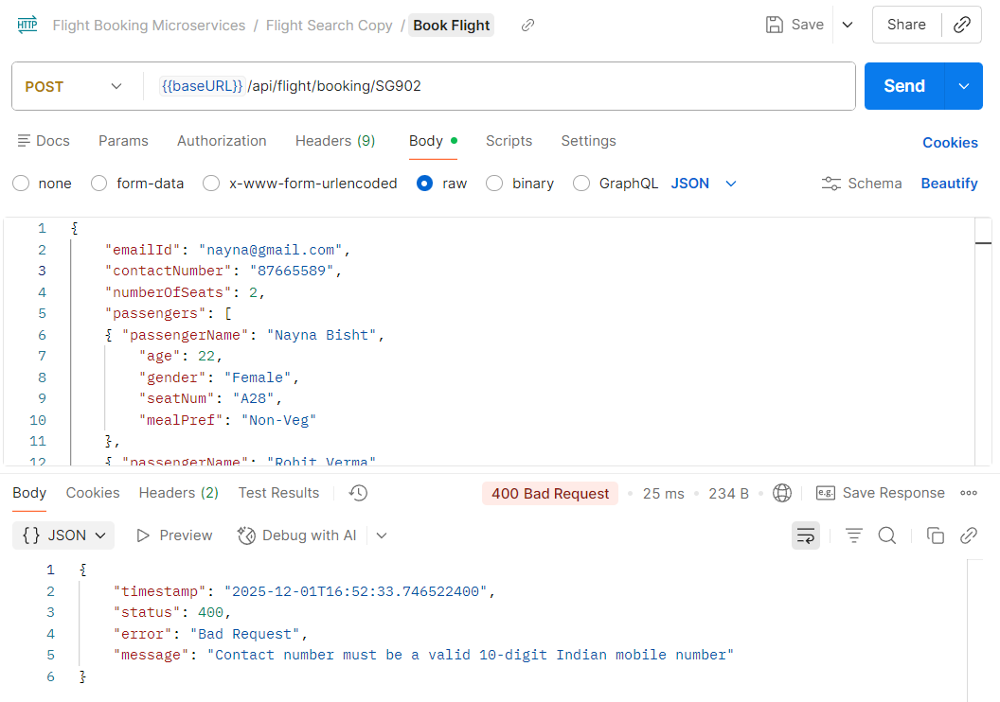 HTTP Flight Booking Microservices / Flight Search Copy / Book Flight Save Share
POST {{baseURL}} /api/flight/booking/SG902 Send
Docs Params Authorization Headers (9) Body Scripts Settings Cookies
none form-data x-www-form-urlencoded raw binary GraphQL JSON Schema Beautify
1 {
2 "emailId": "nayna@gmail.com",
3 "contactNumber": "87665589",
4 "numberOfSeats": 2,
5 "passengers": [
6 { "passengerName": "Nayna Bisht",
7 "age": 22,
8 "gender": "Female",
9 "seatNum": "A28",
10 "mealPref": "Non-Veg"
11 },
12 { "passengerName": "Rohit Verma"
Body Cookies Headers (2) Test Results 400 Bad Request 25 ms 234 B e.g. Save Response
{} JSON Preview Debug with AI
1 {
2 "timestamp": "2025-12-01T16:52:33.746522400",
3 "status": 400,
4 "error": "Bad Request",
5 "message": "Contact number must be a valid 10-digit Indian mobile number"
6 }